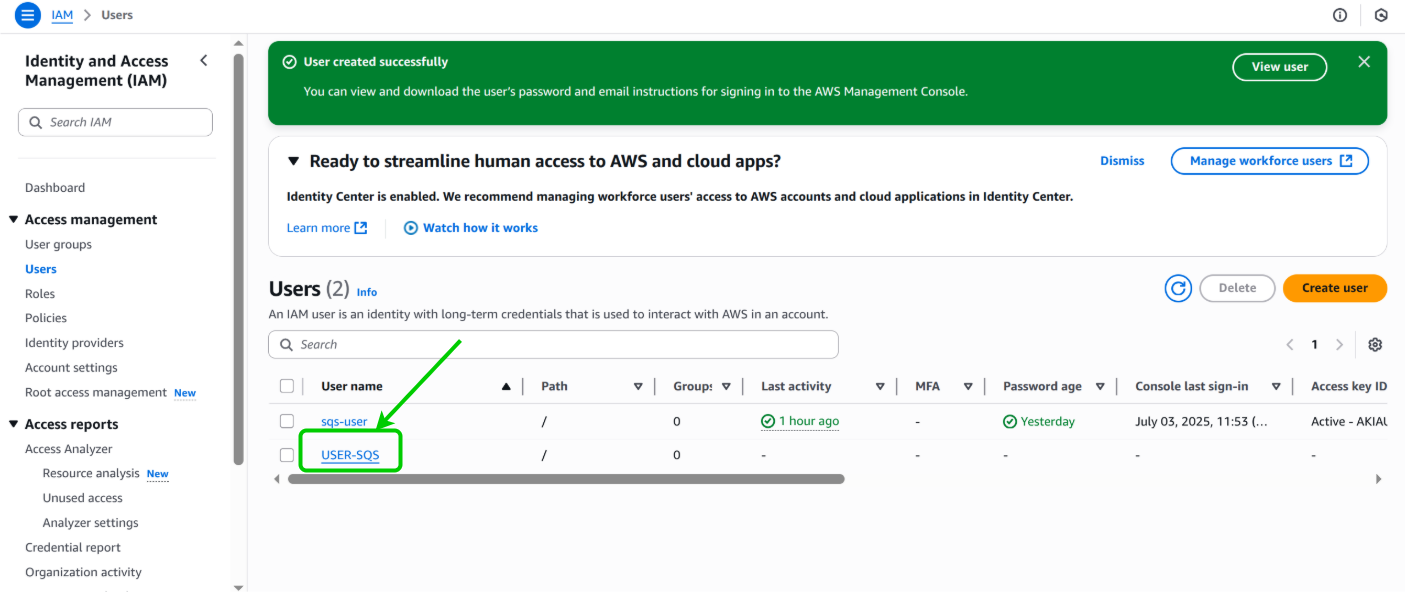 IAM > Users
Identity and Access
Management (IAM)
Search IAM
Dashboard
Access management
User groups
Users
Roles
Policies
Identity providers
Account settings
Root access management New
Access reports
Access Analyzer
Resource analysis New
Unused access
Analyzer settings
Credential report
Organization activity
User created successfully
View user
You can view and download the user's password and email instructions for signing in to the AWS Management Console.
Ready to streamline human access to AWS and cloud apps?
Dismiss
Manage workforce users
Identity Center is enabled. We recommend managing workforce users' access to AWS accounts and cloud applications in Identity Center.
Learn more
Watch how it works
Users (2) Info
Delete
Create user
An IAM user is an identity with long-term credentials that is used to interact with AWS in an account.
Search
1
User name Path Groups Last activity MFA Password age Console last sign-in Access key ID
sqs-user / 0 1 hour ago - Yesterday July 03, 2025, 11:53 (... Active - AKIAU
USER-SQS / 0 - - - - -